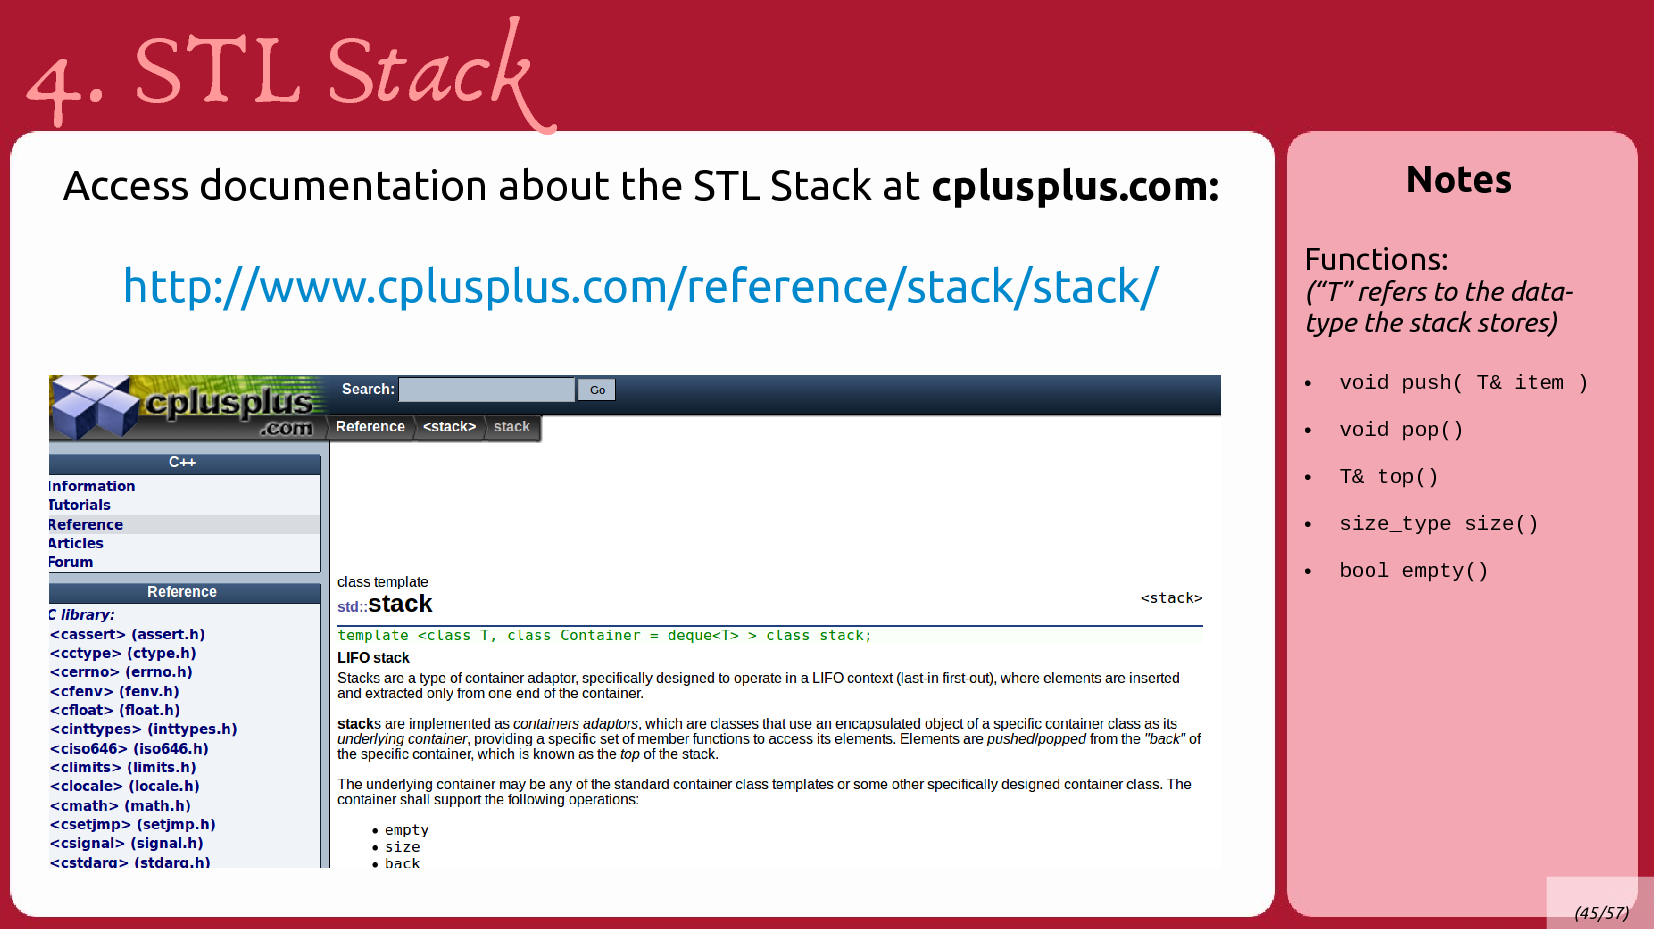 4. STL Stack
Access documentation about the STL Stack at cplusplus.com:
http://www.cplusplus.com/reference/stack/stack/
cplusplus
.com
Search:
Go
Reference
<stack>
stack
C++
Information
Tutorials
Reference
Articles
Forum
Reference
C library:
<cassert> (assert.h)
<cctype> (ctype.h)
<cerrno> (errno.h)
<cfenv> (fenv.h)
<cfloat> (float.h)
<cinttypes> (inttypes.h)
<ciso646> (iso646.h)
<climits> (limits.h)
<clocale> (locale.h)
<cmath> (math.h)
<csetjmp> (setjmp.h)
<csignal> (signal.h)
<cstdarg> (stdarg.h)
class template
std::stack
<stack>
template <class T, class Container = deque<T> > class stack;
LIFO stack
Stacks are a type of container adaptor, specifically designed to operate in a LIFO context (last-in first-out), where elements are inserted
and extracted only from one end of the container.
stacks are implemented as containers adaptors, which are classes that use an encapsulated object of a specific container class as its
underlying container, providing a specific set of member functions to access its elements. Elements are pushed/popped from the "back" of
the specific container, which is known as the top of the stack.
The underlying container may be any of the standard container class templates or some other specifically designed container class. The
container shall support the following operations:
• empty
• size
• back
Notes
Functions:
(“T” refers to the data-
type the stack stores)
• void push( T& item )
• void pop()
• T& top()
• size_type size()
• bool empty()
(45/57)